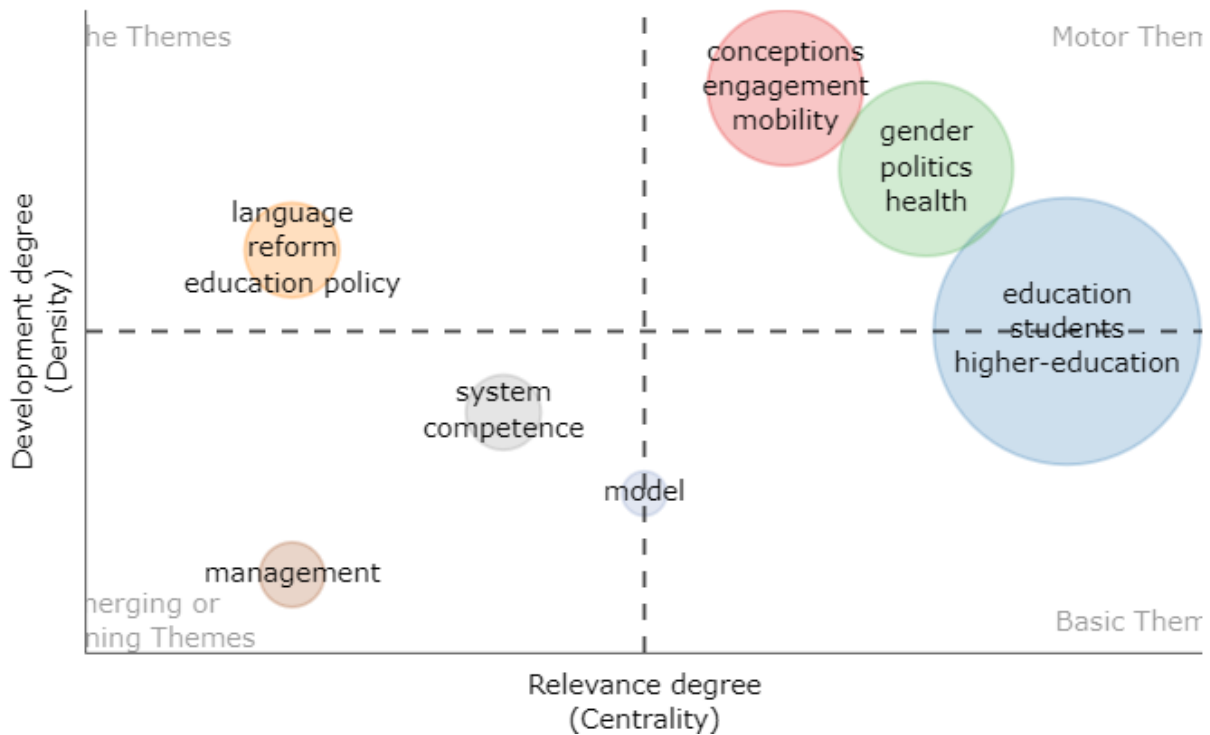 he Themes
Motor Them
conceptions
engagement
mobility
gender
politics
health
language
reform
education policy
education
students
higher-education
system
competence
model
management
nerging or
ning Themes
Basic Them
Development degree
(Density)
Relevance degree
(Centrality)